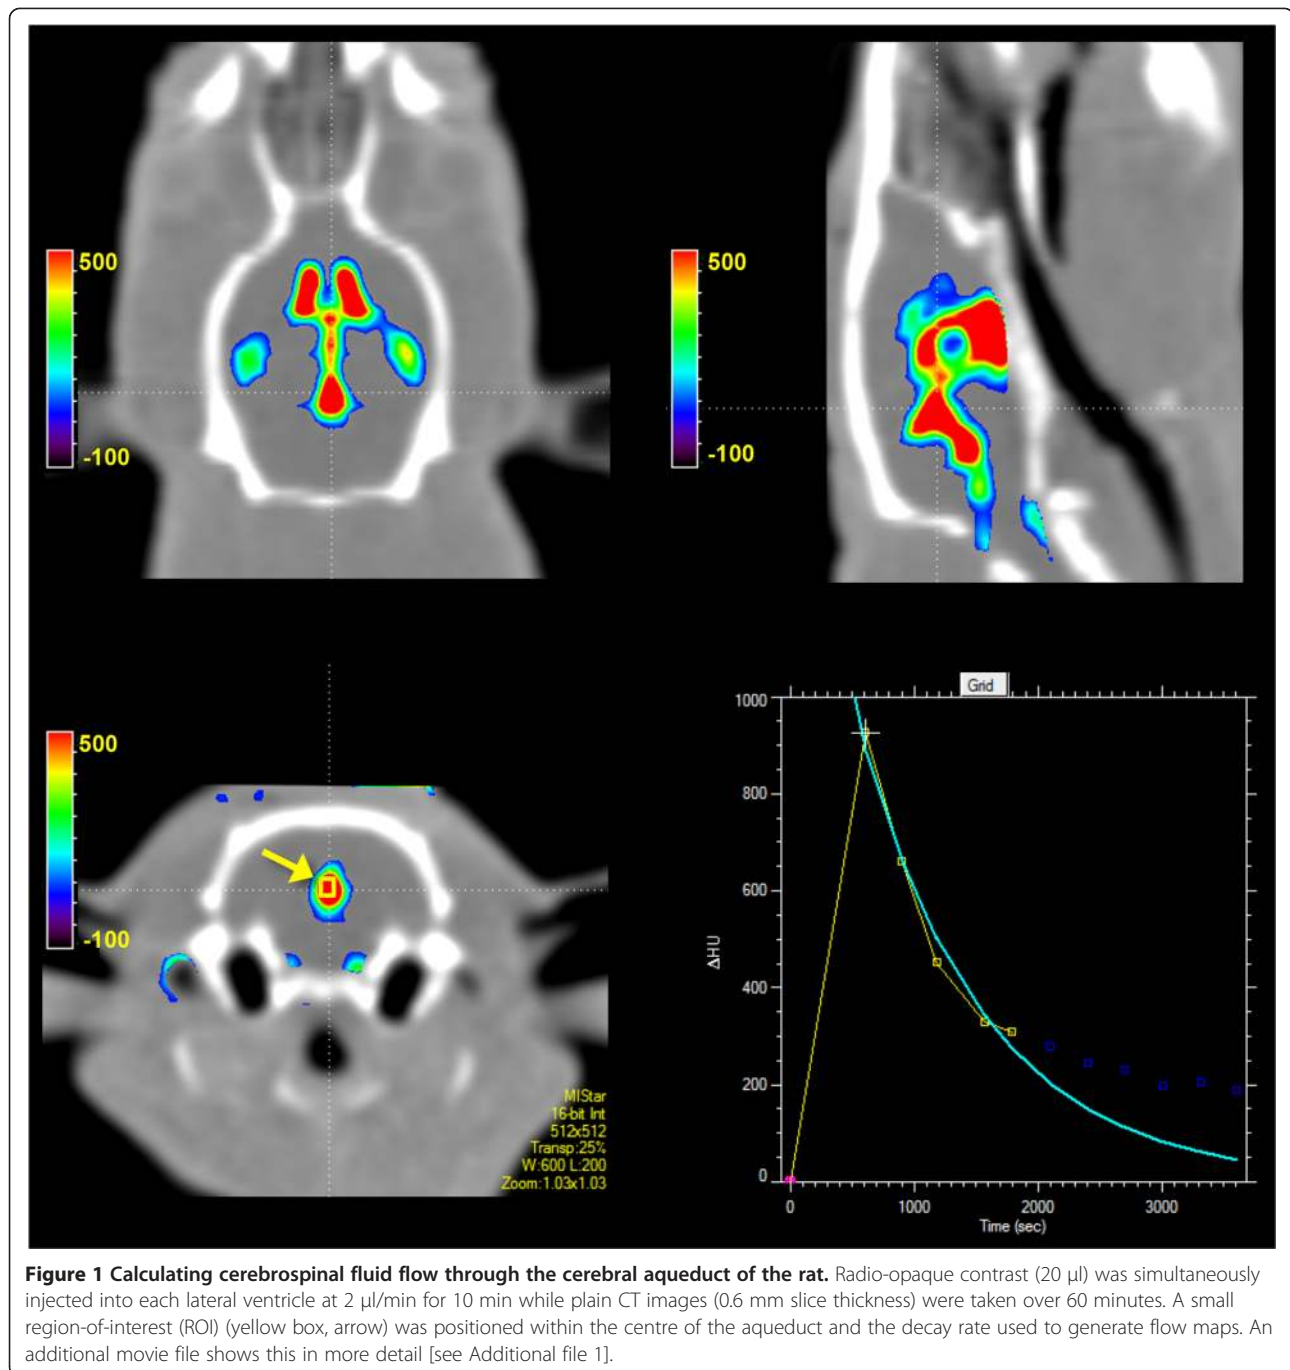 500
-100
500
-100
500
-100
MIStar
16-bit Int
512x512
Transp:25%
W:600 L:200
Zoom:1.03x1.03
Grid
1000
800
600
400
200
0
ΔHU
0
1000
2000
3000
Time (sec)
Figure 1 Calculating cerebrospinal fluid flow through the cerebral aqueduct of the rat. Radio-opaque contrast (20 μl) was simultaneously
injected into each lateral ventricle at 2 μl/min for 10 min while plain CT images (0.6 mm slice thickness) were taken over 60 minutes. A small
region-of-interest (ROI) (yellow box, arrow) was positioned within the centre of the aqueduct and the decay rate used to generate flow maps. An
additional movie file shows this in more detail [see Additional file 1].